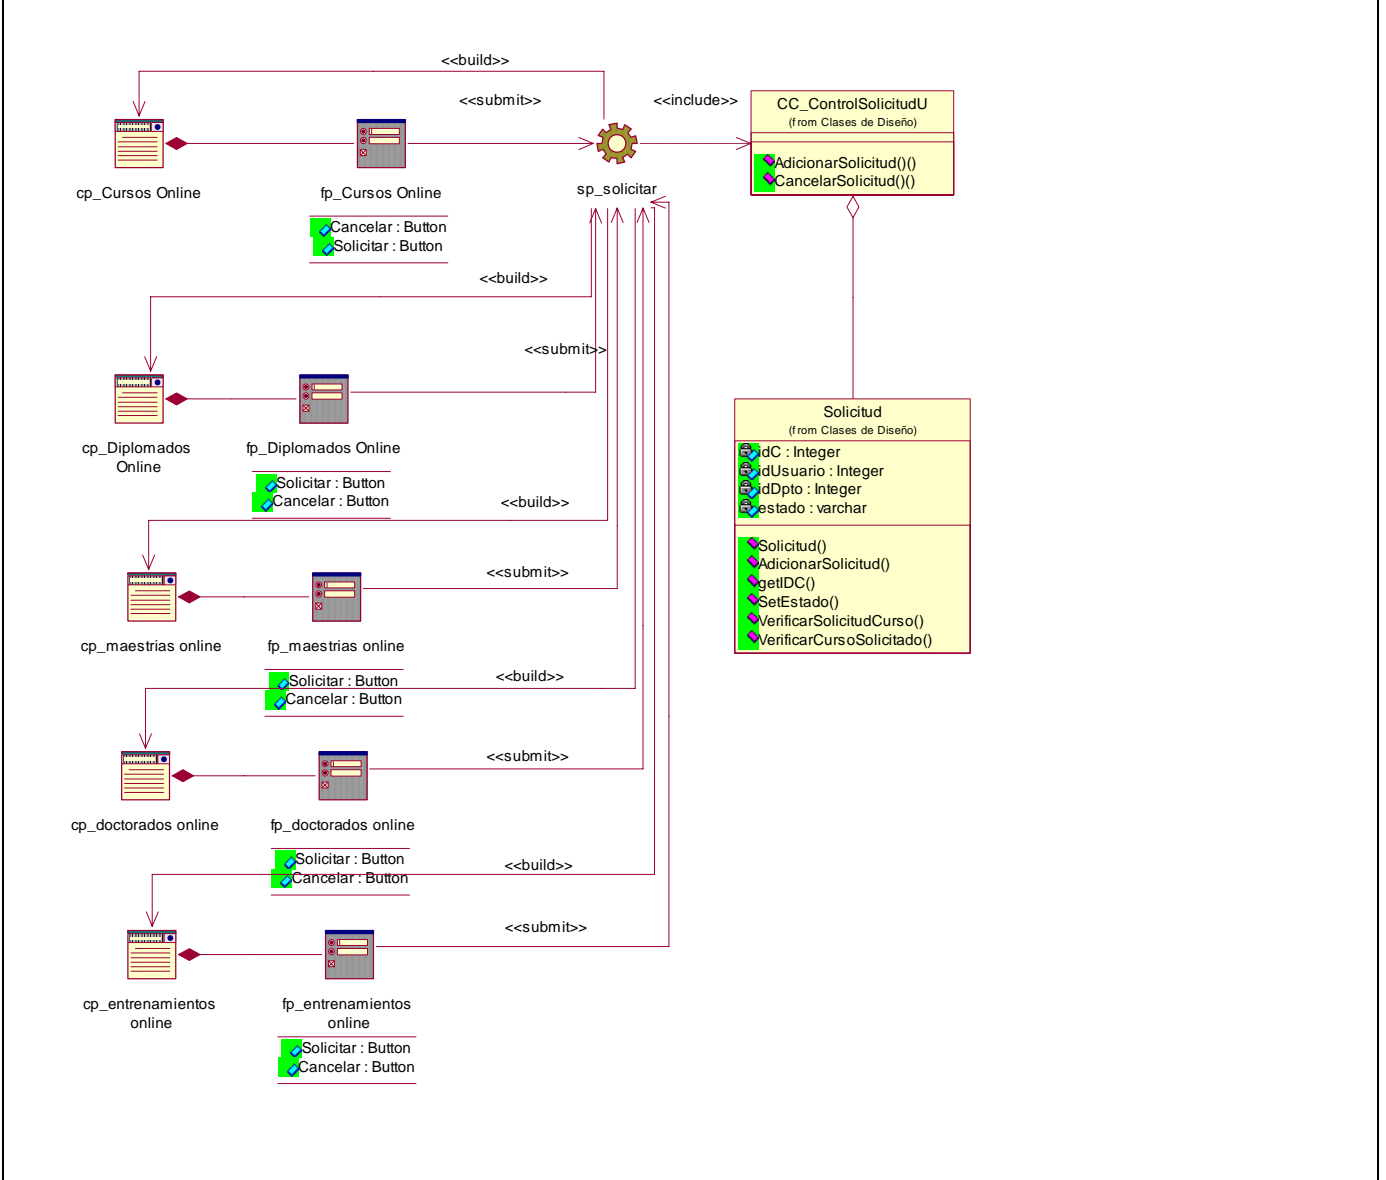 <<build>>
<<submit>>
<<include>>
CC_ControlSolicitudU
(from Clases de Diseño)
AdicionarSolicitud()()
CancelarSolicitud()()
cp_Cursos Online
fp_Cursos Online
sp_solicitar
Cancelar : Button
Solicitar : Button
<<build>>
<<submit>>
cp_Diplomados
Online
fp_Diplomados Online
Solicitar : Button
Cancelar : Button
Solicitud
(from Clases de Diseño)
idC : Integer
idUsuario : Integer
idDpto : Integer
estado : varchar
Solicitud()
AdicionarSolicitud()
getIDC()
SetEstado()
VerificarSolicitudCurso()
VerificarCursoSolicitado()
<<build>>
<<submit>>
cp_maestrias online
fp_maestrias online
Solicitar : Button
Cancelar : Button
<<build>>
<<submit>>
cp_doctorados online
fp_doctorados online
Solicitar : Button
Cancelar : Button
<<build>>
<<submit>>
cp_entrenamientos
online
fp_entrenamientos
online
Solicitar : Button
Cancelar : Button